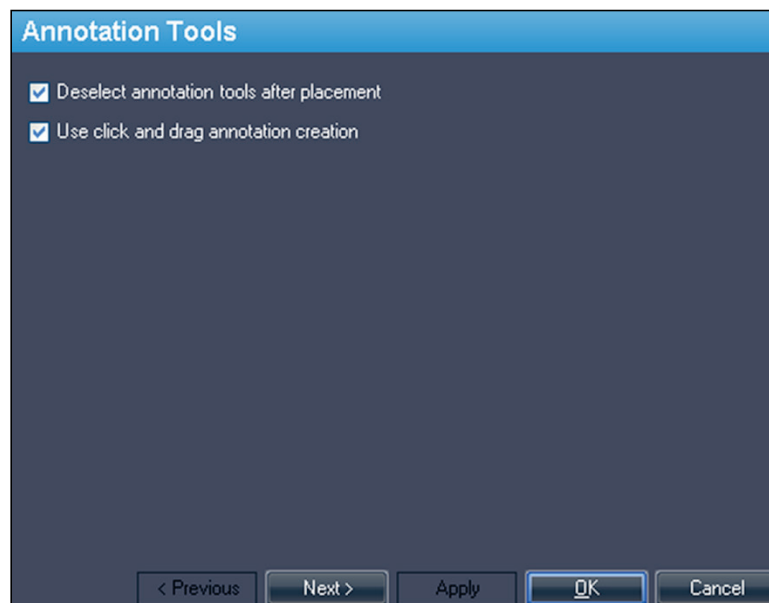 Annotation Tools
Deselect annotation tools after placement
Use click and drag annotation creation
< Previous Next > Apply OK Cancel